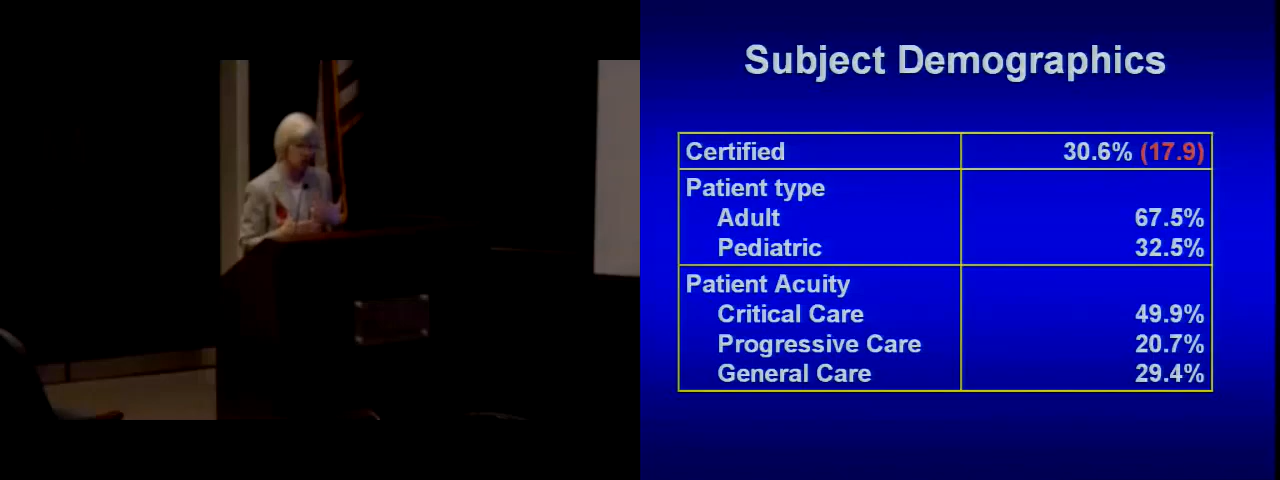 Subject Demographics
Certified 30.6% (17.9)
Patient type
Adult 67.5%
Pediatric 32.5%
Patient Acuity
Critical Care 49.9%
Progressive Care 20.7%
General Care 29.4%